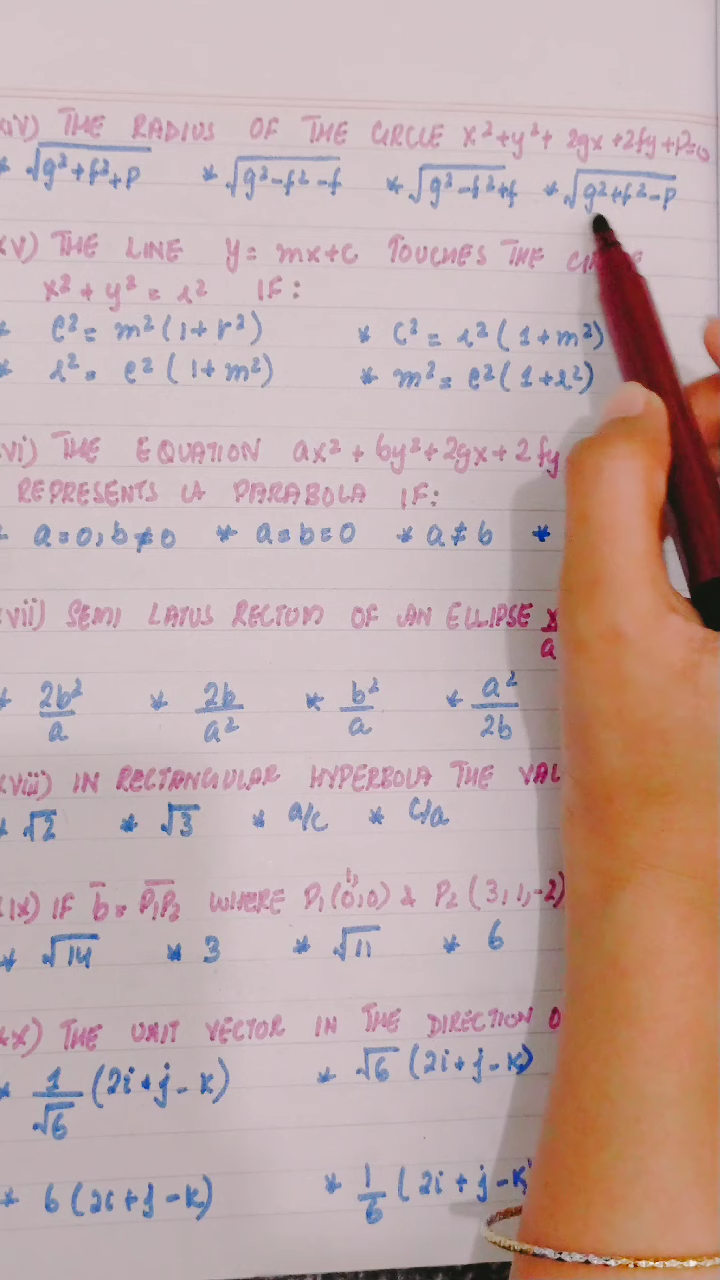 xiv) THE RADIUS OF THE CIRCLE x²+y²+ 2gx+2fy+P=0
* √g²+f²+P * √g²-f²-f * √g²-f²+f * √g²+f²-P
xv) THE LINE y= mx+c TOUCHES THE
x²+y²=r² IF:
* c²= m²(1+r²) * c²= r²(1+m²)
* r²= c²(1+m²) * m²= c²(1+r²)
vi) THE EQUATION ax²+by²+2gx+2fy
REPRESENTS A PARABOLA IF:
* a=0, b≠0 * a=b=0 * a≠b *
vii) SEMI LATUS RECTUM OF AN ELLIPSE x/a
* 2b²/a * 2b/a² * b²/a * a²/2b
xviii) IN RECTANGULAR HYPERBOLA THE
* √2 * √3 * a/c * c/a
ix) IF b̄= P₁P₂ WHERE P₁(0,0) & P₂(3,1,-2)
* √14 * 3 * √11 * 6
xx) THE UNIT VECTOR IN THE DIRECTION
* 1/√6 (2i+j-k) * √6 (2i+j-k)
* 6(2i+j-k) * 1/6 (2i+j-k